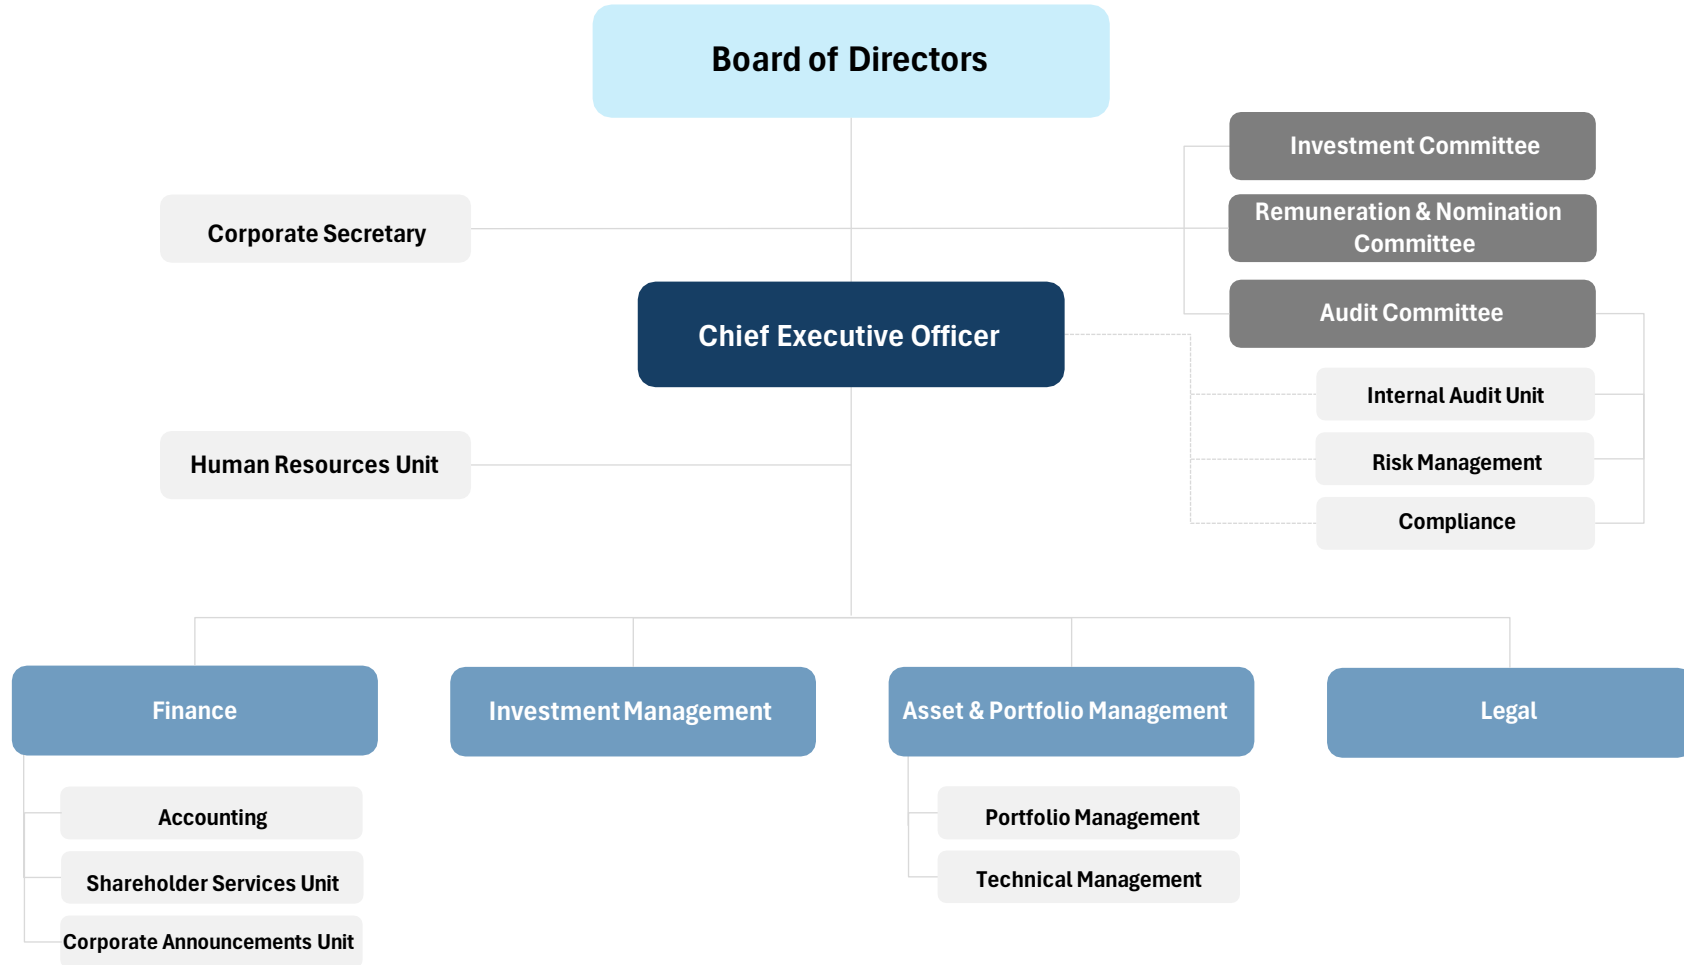 Board of Directors
Investment Committee
Remuneration & Nomination
Committee
Corporate Secretary
Audit Committee
Chief Executive Officer
Internal Audit Unit
Risk Management
Human Resources Unit
Compliance
Finance
Investment Management
Asset & Portfolio Management
Legal
Accounting
Portfolio Management
Shareholder Services Unit
Technical Management
Corporate Announcements Unit